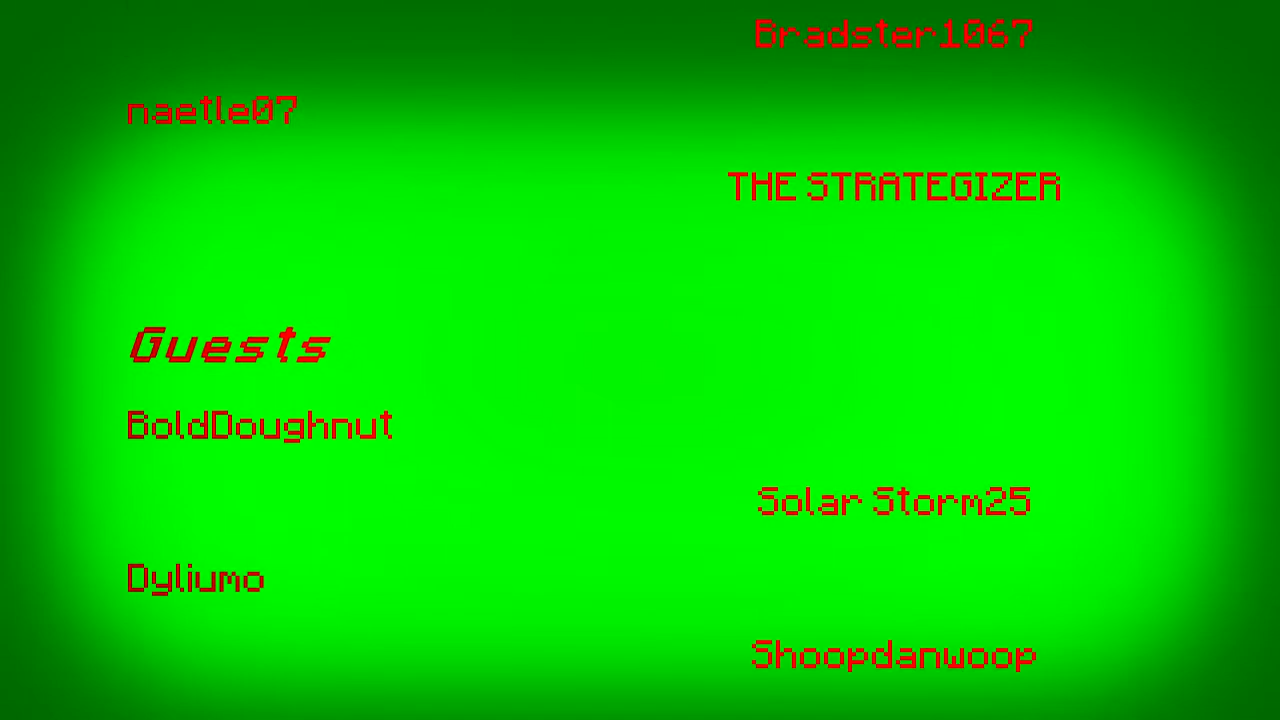 Bradster1067
naetle07
THE STRATEGIZER
Guests
BoldDoughnut
Solar Storm25
Dyliumo
Shoopdanwoop